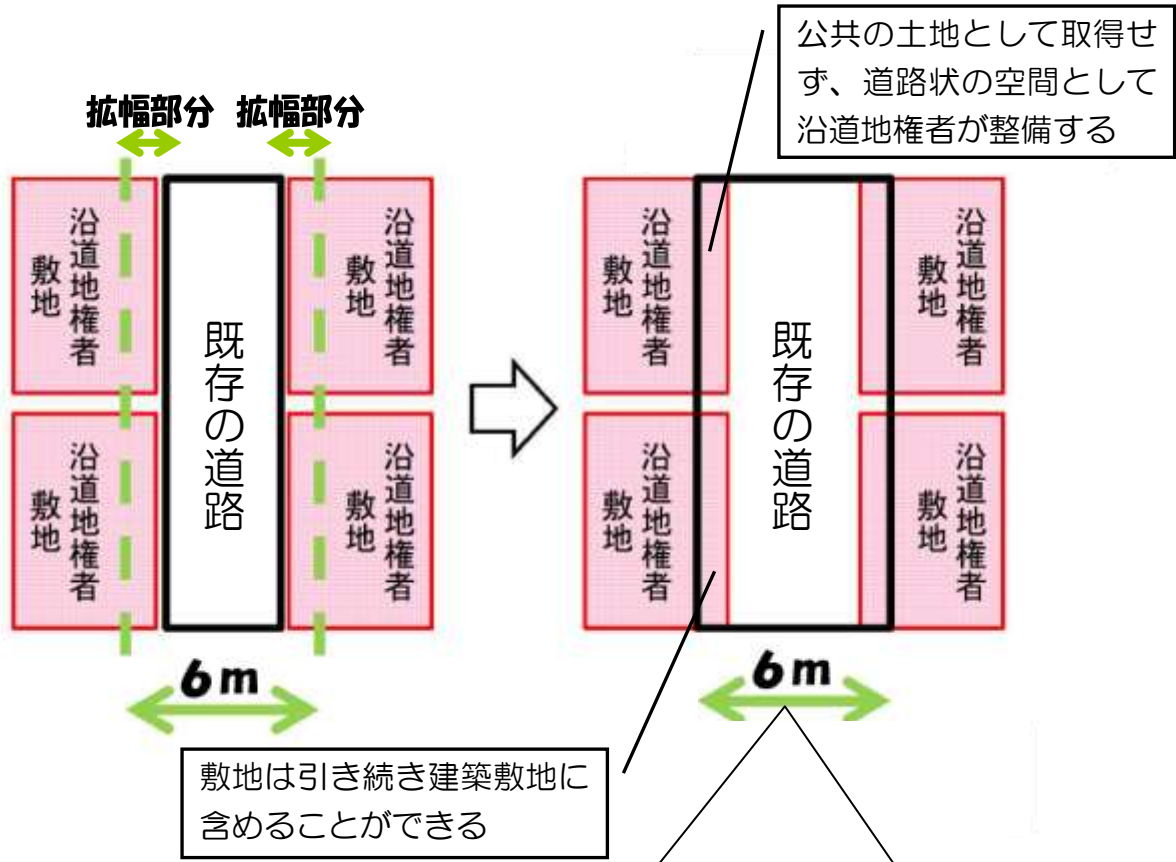 公共の土地として取得せ
ず、道路状の空間として
沿道地権者が整備する
拡幅部分 拡幅部分
沿道地権者
敷地
既存の道路
沿道地権者
敷地
沿道地権者
敷地
沿道地権者
敷地
6m
沿道地権者
敷地
既存の道路
沿道地権者
敷地
沿道地権者
敷地
沿道地権者
敷地
6m
敷地は引き続き建築敷地に
含めることができる